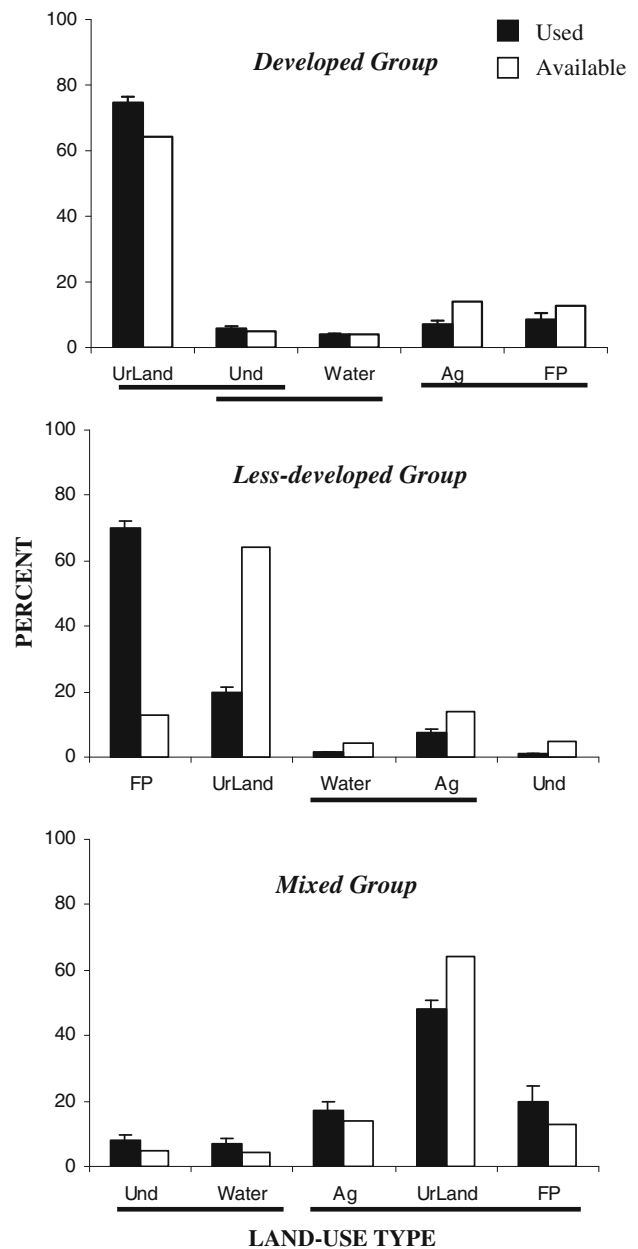 Used
Developed Group
Available
100
80
60
40
20
0
UrLand Und Water Ag FP
100
Less-developed Group
80
60
40
20
0
FP UrLand Water Ag Und
PERCENT
100
Mixed Group
80
60
40
20
0
Und Water Ag UrLand FP
LAND-USE TYPE